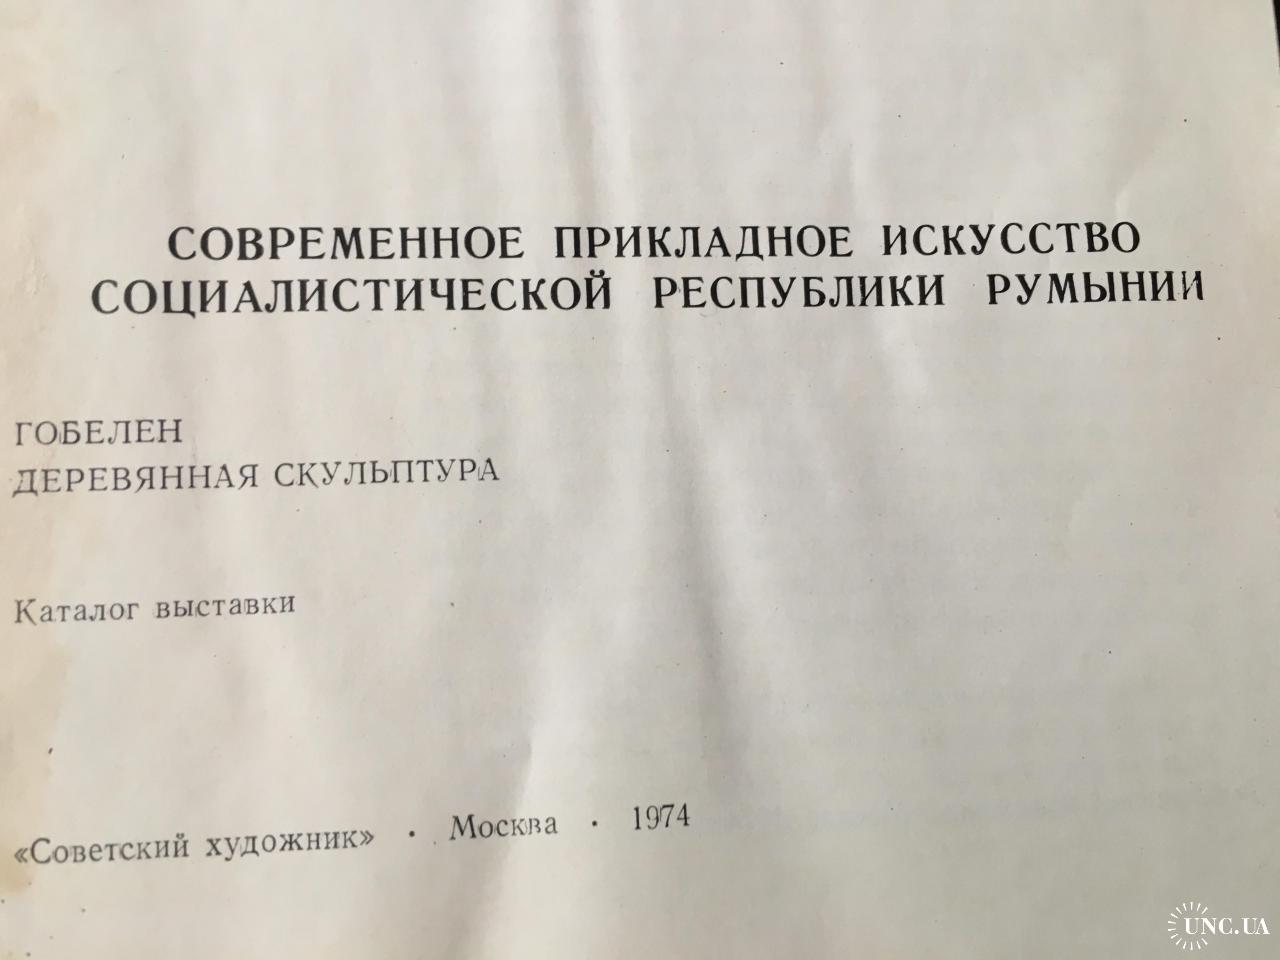 СОВРЕМЕННОЕ ПРИКЛАДНОЕ ИСКУССТВО
СОЦИАЛИСТИЧЕСКОЙ РЕСПУБЛИКИ РУМЫНИИ
ГОБЕЛЕН
ДЕРЕВЯННАЯ СКУЛЬПТУРА
Каталог выставки
«Советский художник» · Москва · 1974
UNC.UA